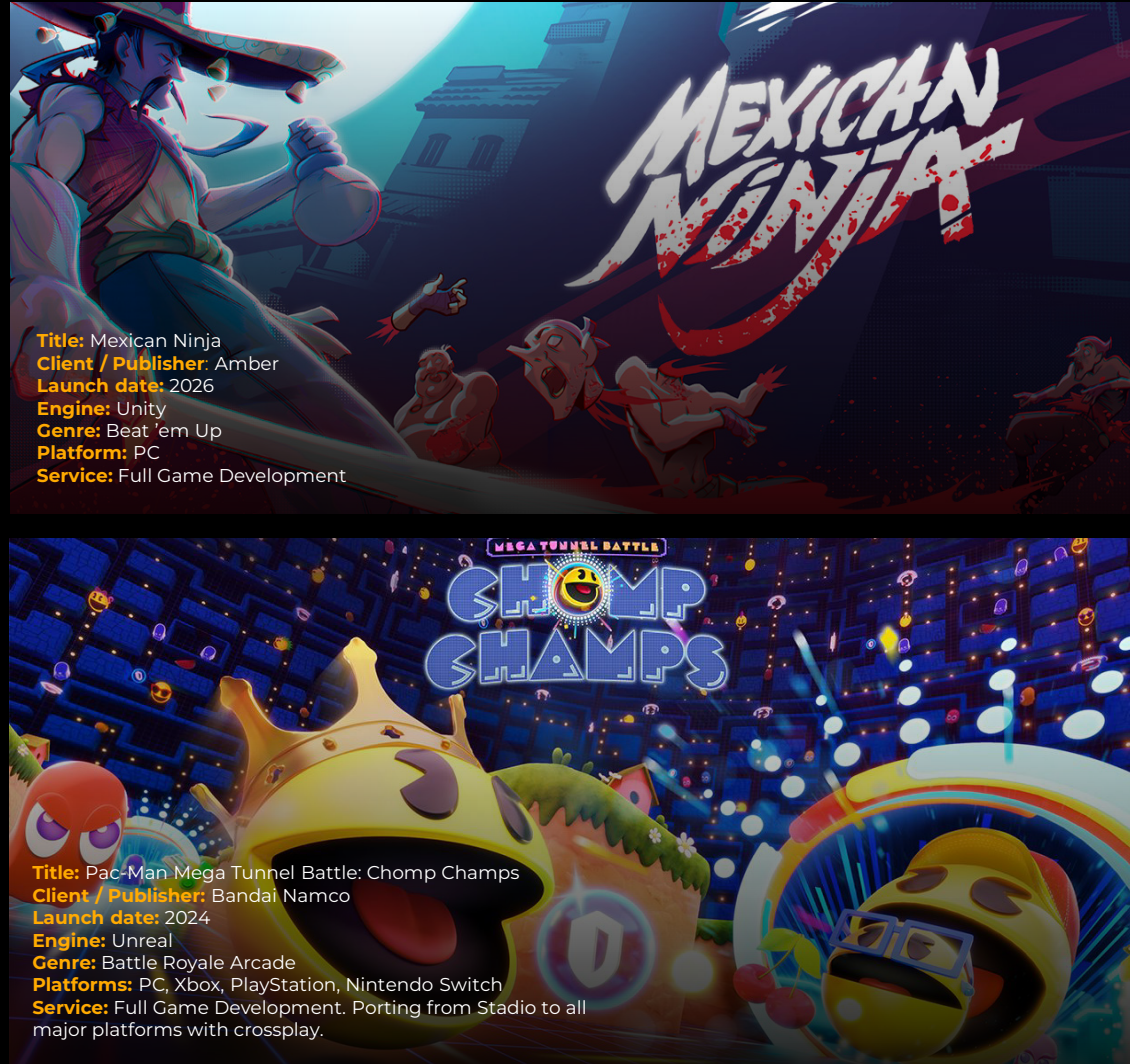 MEXICAN
NINJA
Title: Mexican Ninja
Client / Publisher: Amber
Launch date: 2026
Engine: Unity
Genre: Beat ’em Up
Platform: PC
Service: Full Game Development
MEGA TUNNEL BATTLE
CHOMP
CHAMPS
Title: Pac-Man Mega Tunnel Battle: Chomp Champs
Client / Publisher: Bandai Namco
Launch date: 2024
Engine: Unreal
Genre: Battle Royale Arcade
Platforms: PC, Xbox, PlayStation, Nintendo Switch
Service: Full Game Development. Porting from Stadio to all
major platforms with crossplay.